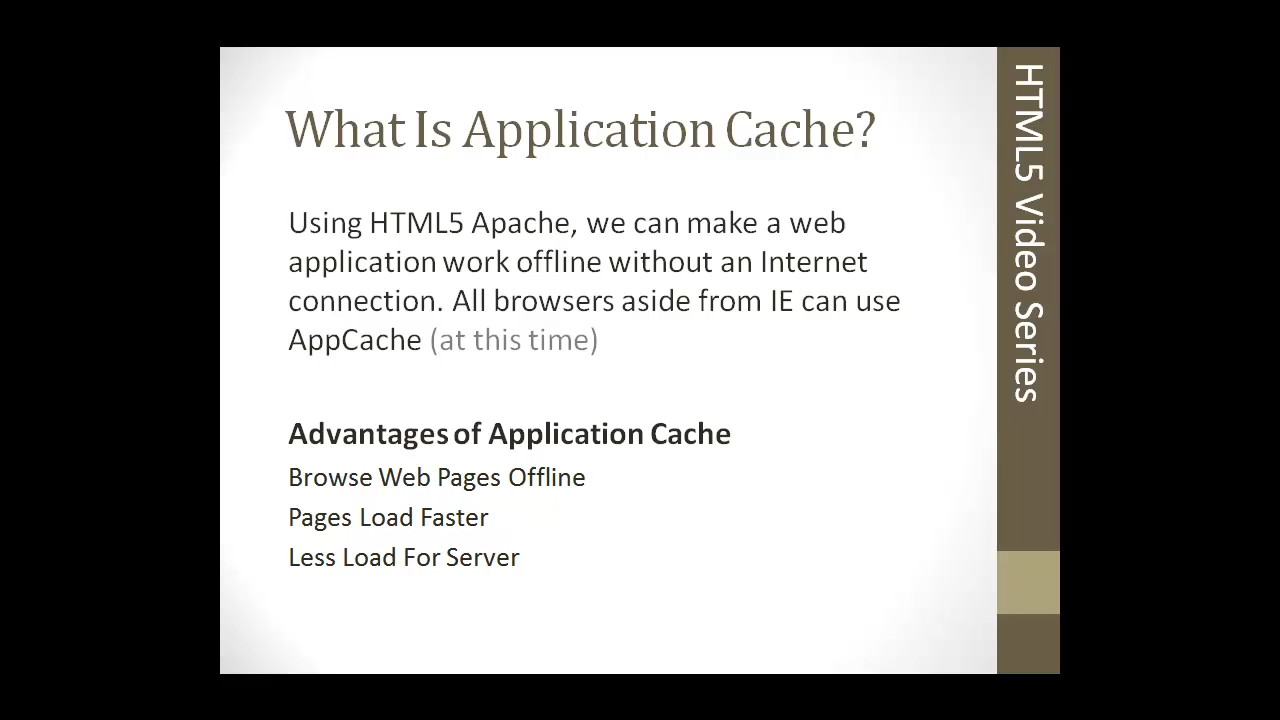 What Is Application Cache?
Using HTML5 Apache, we can make a web
application work offline without an Internet
connection. All browsers aside from IE can use
AppCache (at this time)
Advantages of Application Cache
Browse Web Pages Offline
Pages Load Faster
Less Load For Server
HTML5 Video Series